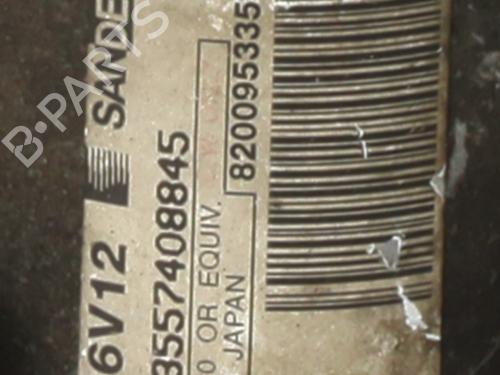 6V12 SANDE
3557408845
0 OR EQUIV.
JAPAN 8200953359
B-PARTS